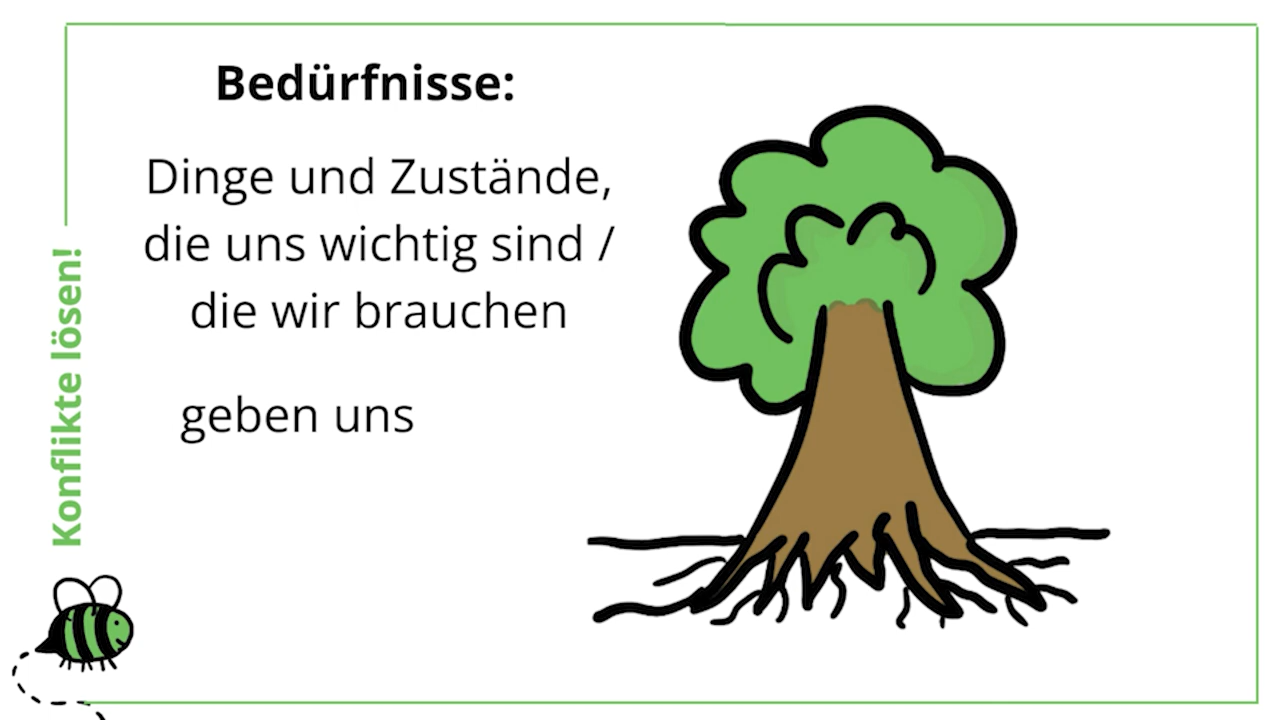 Bedürfnisse:
Dinge und Zustände,
die uns wichtig sind /
die wir brauchen
geben uns
Konflikte lösen!